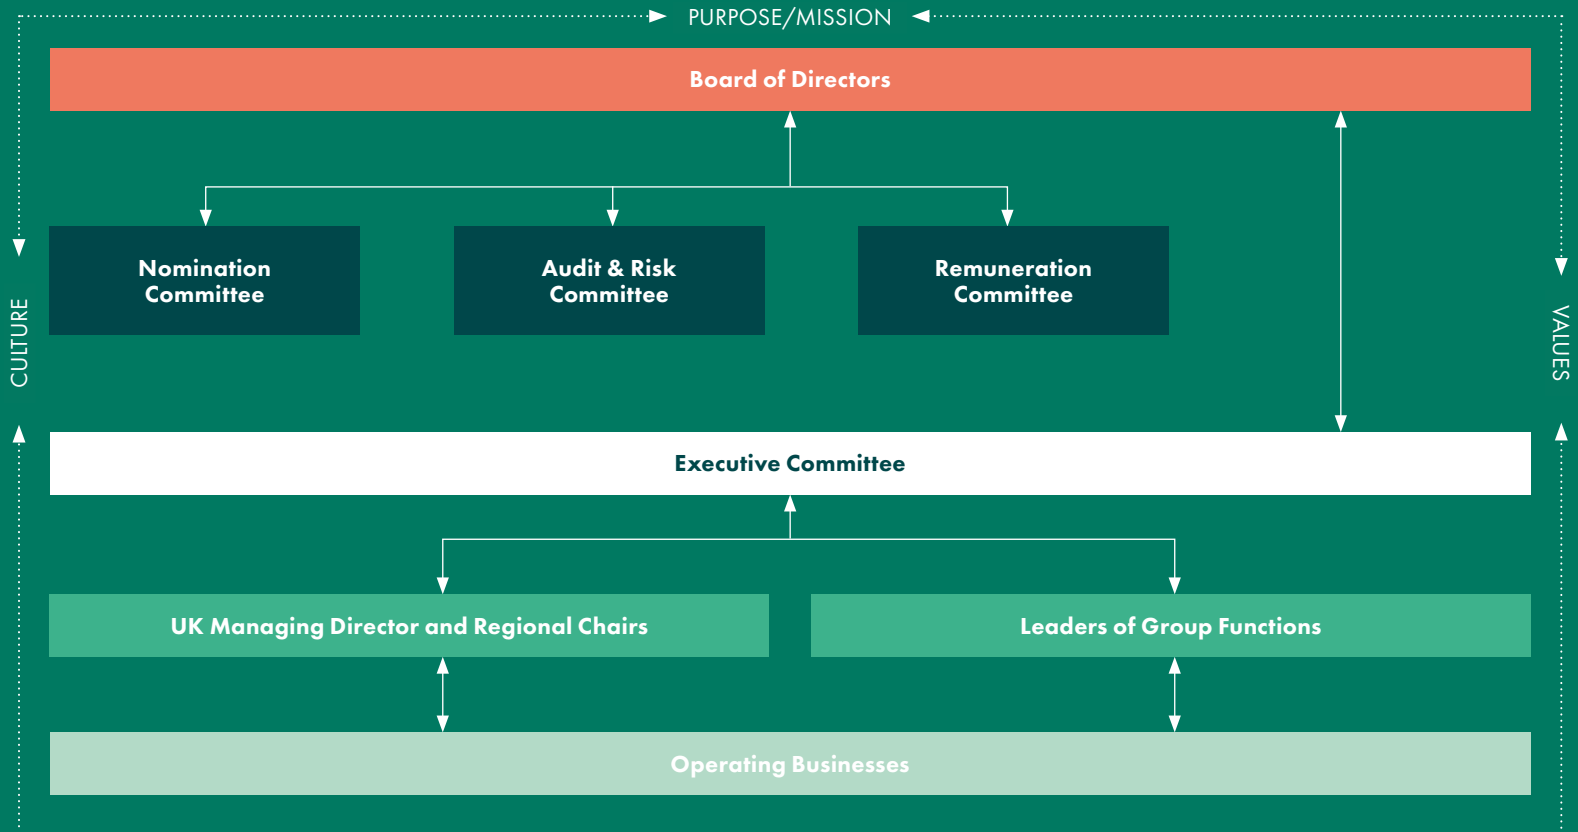 PURPOSE/MISSION
Board of Directors
Nomination
Committee
Audit & Risk
Committee
Remuneration
Committee
CULTURE
VALUES
Executive Committee
UK Managing Director and Regional Chairs
Leaders of Group Functions
Operating Businesses